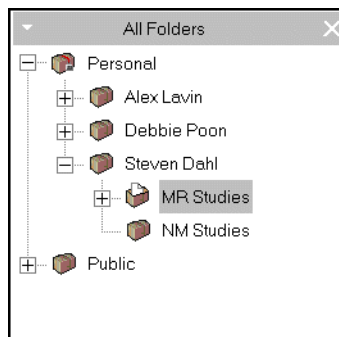 All Folders
Personal
Alex Lavin
Debbie Poon
Steven Dahl
MR Studies
NM Studies
Public